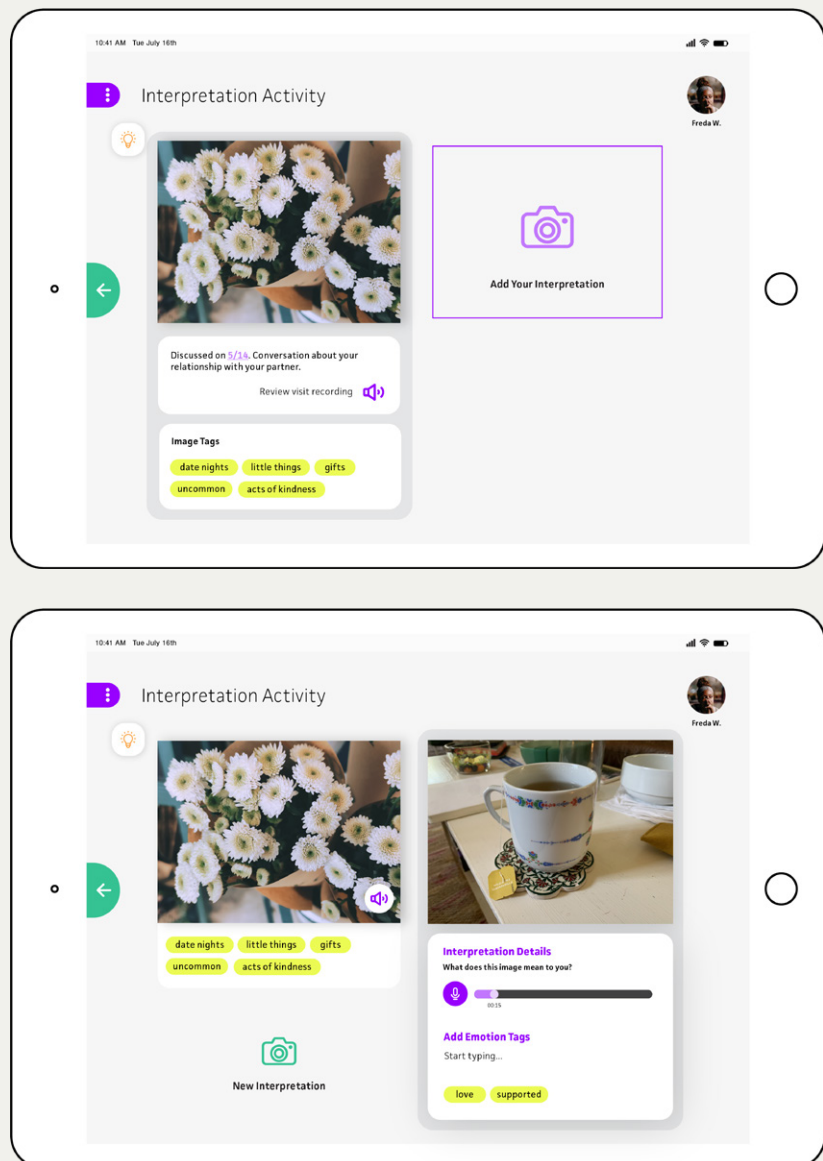 10:41 AM Tue July 16th
Interpretation Activity
Freda W.
Add Your Interpretation
Discussed on 5/14. Conversation about your
relationship with your partner.
Review visit recording
Image Tags
date nights little things gifts
uncommon acts of kindness
10:41 AM Tue July 16th
Interpretation Activity
Freda W.
date nights little things gifts
uncommon acts of kindness
New Interpretation
Interpretation Details
What does this image mean to you?
00:15
Add Emotion Tags
Start typing...
love supported